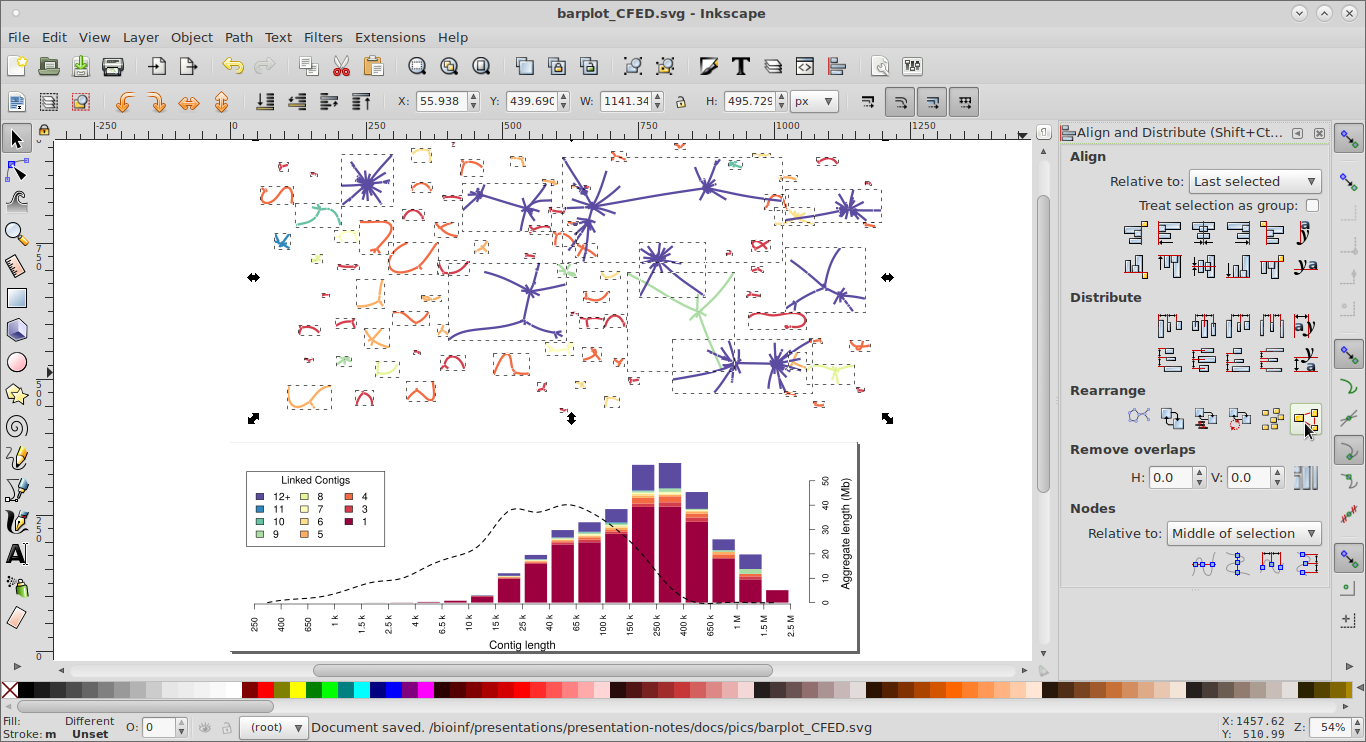 barplot_CFED.svg - Inkscape
File Edit View Layer Object Path Text Filters Extensions Help
X: 55.938 Y: 439.690 W: 1141.34 H: 495.729 px
-250 0 250 500 750 1000 1250
Align and Distribute (Shift+Ct...
Align
Relative to: Last selected
Treat selection as group:
Distribute
Rearrange
Remove overlaps
H: 0.0 V: 0.0
Nodes
Relative to: Middle of selection
750
500
250
0
Linked Contigs
12+ 8 4
11 7 3
10 6 1
9 5
50
40
30
20
10
0
Aggregate length (Mb)
250 400 650 1 k 1.5 k 2.5 k 4 k 6.5 k 10 k 15 k 25 k 40 k 65 k 100 k 150 k 250 k 400 k 650 k 1 M 1.5 M 2.5 M
Contig length
Fill: Different
Stroke: m Unset
O: 0
(root)
Document saved. /bioinf/presentations/presentation-notes/docs/pics/barplot_CFED.svg
X: 1457.62
Y: 510.99
Z: 54%